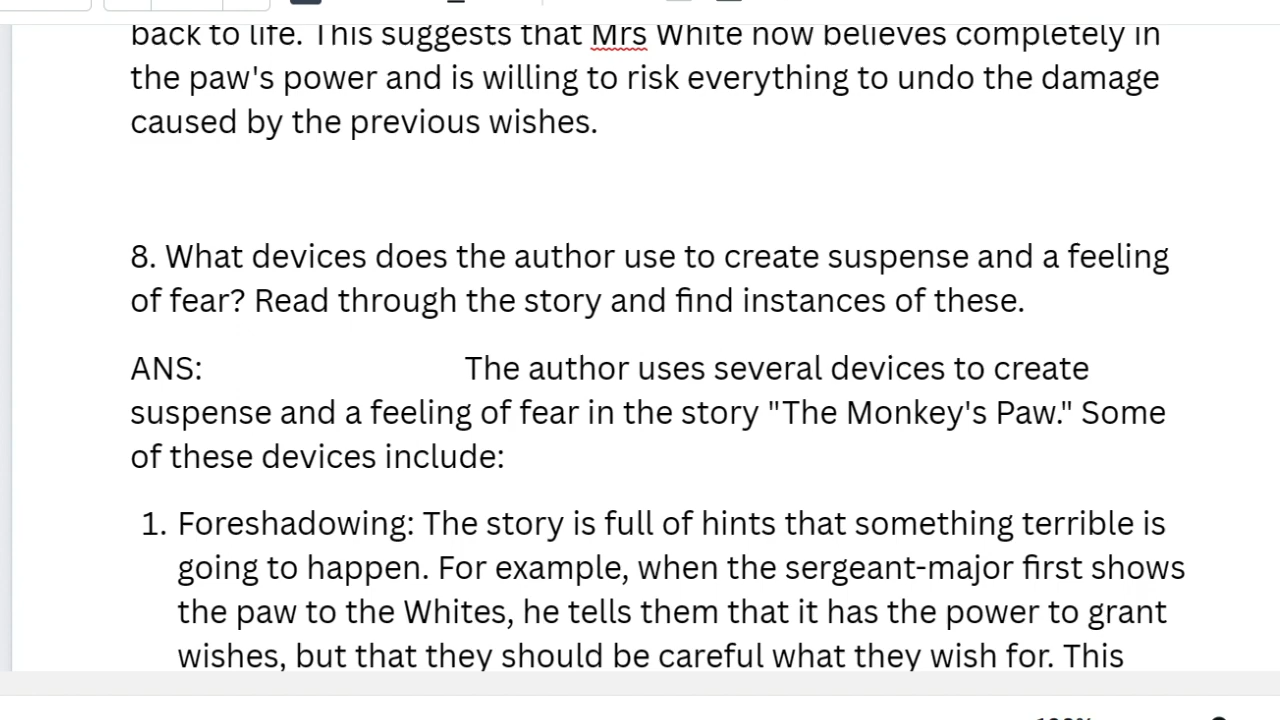 back to life. This suggests that Mrs White now believes completely in
the paw's power and is willing to risk everything to undo the damage
caused by the previous wishes.
8. What devices does the author use to create suspense and a feeling
of fear? Read through the story and find instances of these.
ANS: The author uses several devices to create
suspense and a feeling of fear in the story "The Monkey's Paw." Some
of these devices include:
1. Foreshadowing: The story is full of hints that something terrible is
going to happen. For example, when the sergeant-major first shows
the paw to the Whites, he tells them that it has the power to grant
wishes, but that they should be careful what they wish for. This